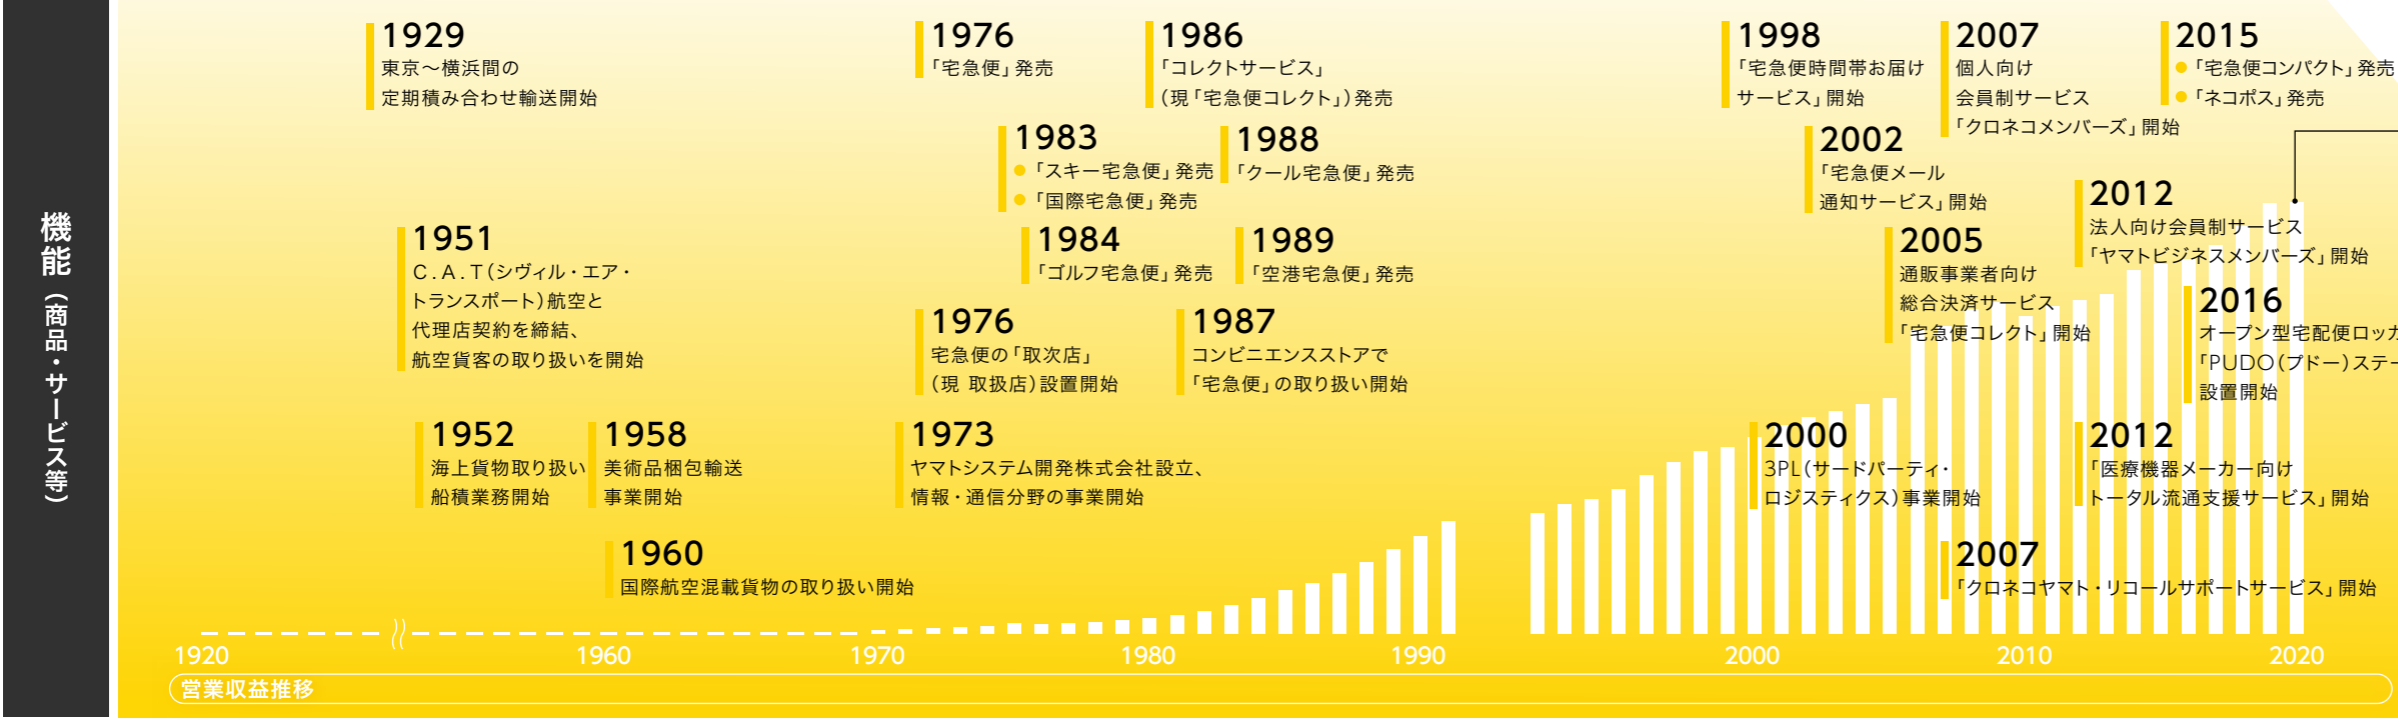 機能（商品・サービス等）
1929
東京～横浜間の
定期積み合わせ輸送開始
1951
C.A.T（シヴィル・エア・
トランスポート）航空と
代理店契約を締結、
航空貨客の取り扱いを開始
1952
海上貨物取り扱い
船積業務開始
1958
美術品梱包輸送
事業開始
1960
国際航空混載貨物の取り扱い開始
1976
「宅急便」発売
1983
●「スキー宅急便」発売
●「国際宅急便」発売
1984
「ゴルフ宅急便」発売
1976
宅急便の「取次店」
（現 取扱店）設置開始
1973
ヤマトシステム開発株式会社設立、
情報・通信分野の事業開始
1986
「コレクトサービス」
（現「宅急便コレクト」）発売
1988
「クール宅急便」発売
1989
「空港宅急便」発売
1987
コンビニエンスストアで
「宅急便」の取り扱い開始
1998
「宅急便時間帯お届け
サービス」開始
2002
「宅急便メール
通知サービス」開始
2005
通販事業者向け
総合決済サービス
「宅急便コレクト」開始
2000
3PL（サードパーティ・
ロジスティクス）事業開始
2007
個人向け
会員制サービス
「クロネコメンバーズ」開始
2012
法人向け会員制サービス
「ヤマトビジネスメンバーズ」開始
2015
●「宅急便コンパクト」発売
●「ネコポス」発売
2016
オープン型宅配便ロッカ
「PUDO（プドー）ステー
設置開始
2012
「医療機器メーカー向け
トータル流通支援サービス」開始
2007
「クロネコヤマト・リコールサポートサービス」開始
1920 1960 1970 1980 1990 2000 2010 2020
営業収益推移